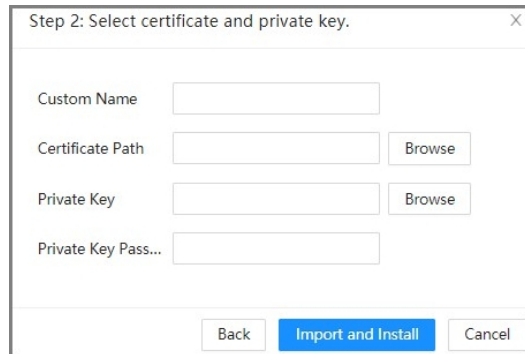 Step 2: Select certificate and private key.
Custom Name
Certificate Path
Browse
Private Key
Browse
Private Key Pass...
Back
Import and Install
Cancel